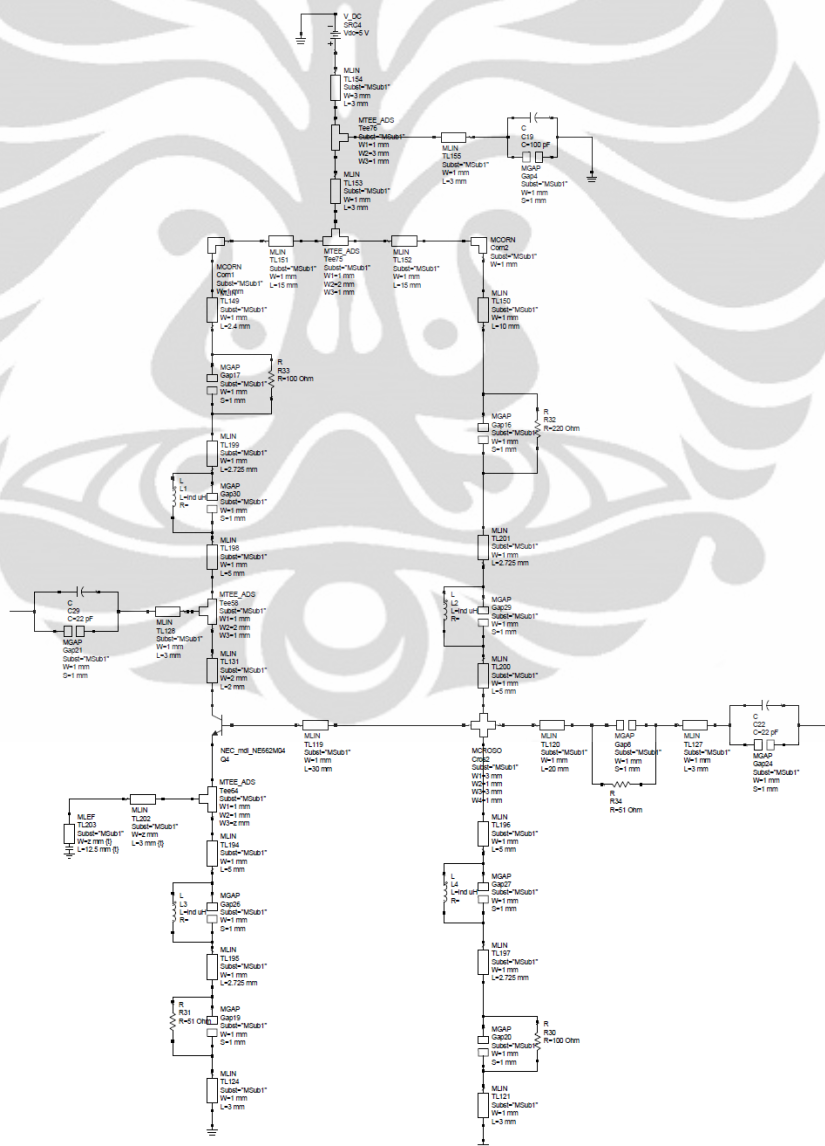 V_DC
SRC4
Vdc=5 V
MLIN
TL154
Subst="MSub1"
W=3 mm
L=3 mm
MTEE_ADS
Tee76
Subst="MSub1"
W1=1 mm
W2=3 mm
W3=1 mm
MLIN
TL155
Subst="MSub1"
W=1 mm
L=3 mm
C
C19
C=100 pF
MGAP
Gap4
Subst="MSub1"
W=1 mm
S=1 mm
MLIN
TL153
Subst="MSub1"
W=1 mm
L=3 mm
MCORN
Corn1
Subst="MSub1"
MLIN
TL151
Subst="MSub1"
W=1 mm
L=15 mm
MTEE_ADS
Tee75
Subst="MSub1"
W1=1 mm
W2=2 mm
W3=1 mm
MLIN
TL152
Subst="MSub1"
W=1 mm
L=15 mm
MCORN
Corn2
Subst="MSub1"
W=1 mm
TL149
Subst="MSub1"
W=1 mm
L=2.4 mm
MLIN
TL150
Subst="MSub1"
W=1 mm
L=10 mm
MGAP
Gap17
Subst="MSub1"
W=1 mm
S=1 mm
R
R33
R=100 Ohm
MGAP
Gap16
Subst="MSub1"
W=1 mm
S=1 mm
R
R32
R=220 Ohm
MLIN
TL199
Subst="MSub1"
W=1 mm
L=2.725 mm
L
L1
L=ind uH
R=
MGAP
Gap30
Subst="MSub1"
W=1 mm
S=1 mm
MLIN
TL198
Subst="MSub1"
W=1 mm
L=5 mm
MLIN
TL201
Subst="MSub1"
W=1 mm
L=2.725 mm
L
L2
L=ind uH
R=
MGAP
Gap29
Subst="MSub1"
W=1 mm
S=1 mm
MLIN
TL200
Subst="MSub1"
W=1 mm
L=5 mm
C
C29
C=22 pF
MGAP
Gap21
Subst="MSub1"
W=1 mm
S=1 mm
MLIN
TL128
Subst="MSub1"
W=1 mm
L=3 mm
MTEE_ADS
Tee58
Subst="MSub1"
W1=1 mm
W2=2 mm
W3=1 mm
MLIN
TL131
Subst="MSub1"
W=2 mm
L=2 mm
NEC_mdl_NE662M04
Q4
MLIN
TL119
Subst="MSub1"
W=1 mm
L=30 mm
MCROSO
Cros2
Subst="MSub1"
W1=3 mm
W2=1 mm
W3=3 mm
W4=1 mm
MLIN
TL120
Subst="MSub1"
W=1 mm
L=20 mm
MGAP
Gap8
Subst="MSub1"
W=1 mm
S=1 mm
R
R34
R=51 Ohm
MLIN
TL127
Subst="MSub1"
W=1 mm
L=3 mm
C
C22
C=22 pF
MGAP
Gap24
Subst="MSub1"
W=1 mm
S=1 mm
MTEE_ADS
Tee64
Subst="MSub1"
W1=1 mm
W2=1 mm
W3=z mm
MLEF
TL203
Subst="MSub1"
W=z mm {t}
L=12.5 mm {t}
MLIN
TL202
Subst="MSub1"
W=z mm
L=3 mm {t}
MLIN
TL194
Subst="MSub1"
W=1 mm
L=5 mm
MLIN
TL196
Subst="MSub1"
W=1 mm
L=5 mm
L
L3
L=ind uH
R=
MGAP
Gap26
Subst="MSub1"
W=1 mm
S=1 mm
L
L4
L=ind uH
R=
MGAP
Gap27
Subst="MSub1"
W=1 mm
S=1 mm
MLIN
TL195
Subst="MSub1"
W=1 mm
L=2.725 mm
MLIN
TL197
Subst="MSub1"
W=1 mm
L=2.725 mm
R
R31
R=51 Ohm
MGAP
Gap19
Subst="MSub1"
W=1 mm
S=1 mm
MGAP
Gap20
Subst="MSub1"
W=1 mm
S=1 mm
R
R30
R=100 Ohm
MLIN
TL124
Subst="MSub1"
W=1 mm
L=3 mm
MLIN
TL121
Subst="MSub1"
W=1 mm
L=3 mm